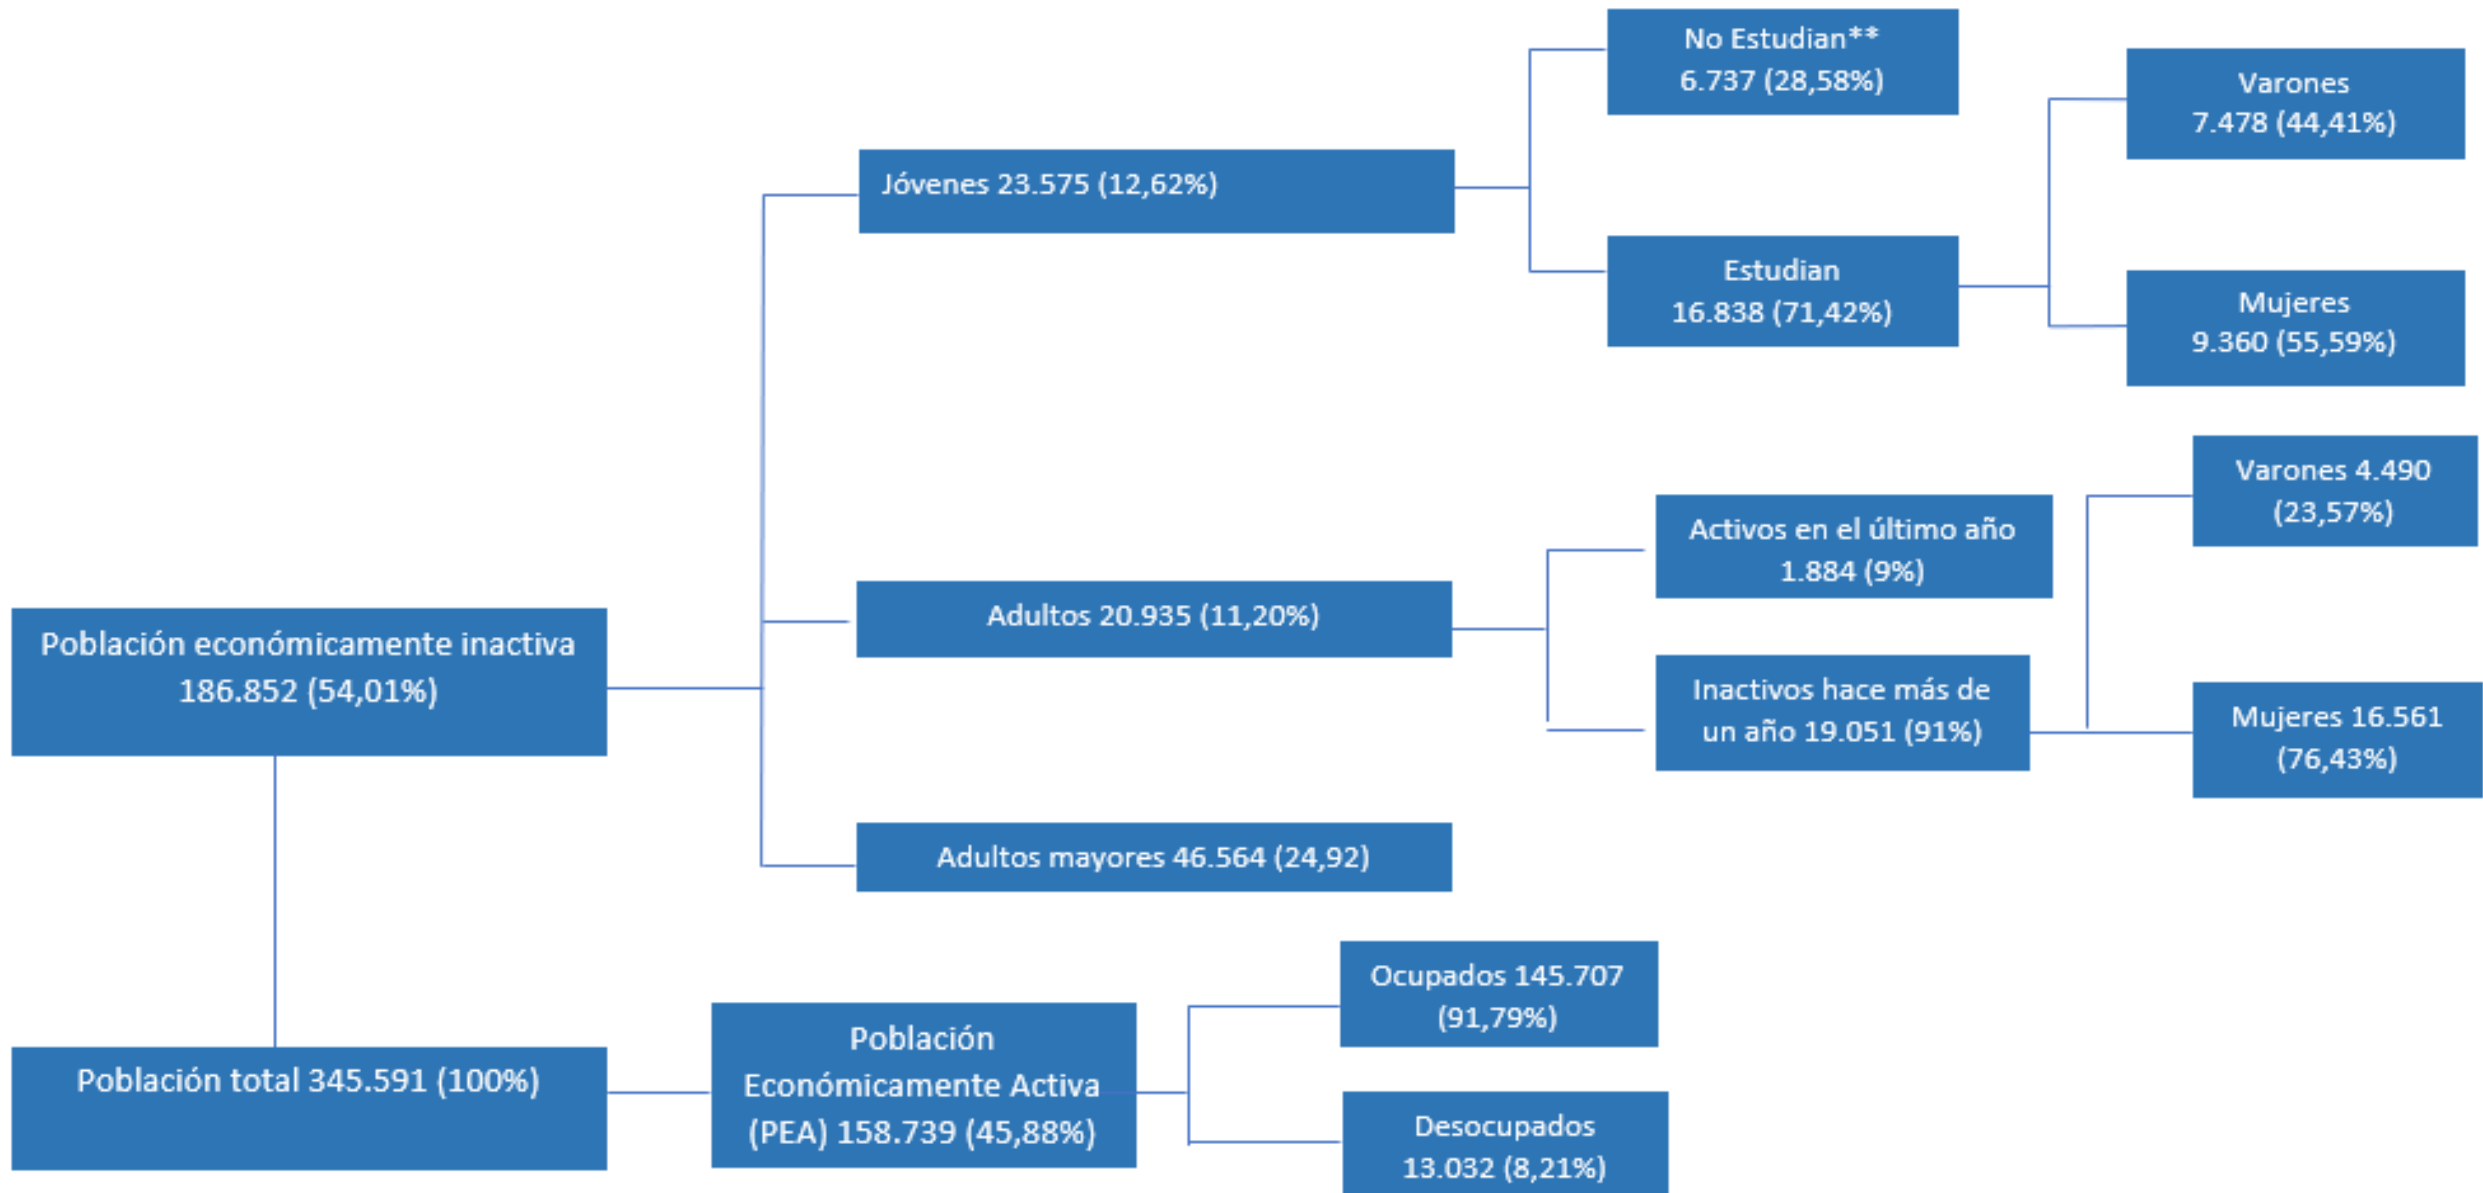 No Estudian**
6.737 (28,58%)
Varones
7.478 (44,41%)
Jóvenes 23.575 (12,62%)
Estudian
16.838 (71,42%)
Mujeres
9.360 (55,59%)
Varones 4.490
(23,57%)
Activos en el último año
1.884 (9%)
Adultos 20.935 (11,20%)
Población económicamente inactiva
186.852 (54,01%)
Inactivos hace más de
un año 19.051 (91%)
Mujeres 16.561
(76,43%)
Adultos mayores 46.564 (24,92)
Ocupados 145.707
(91,79%)
Población total 345.591 (100%)
Población
Económicamente Activa
(PEA) 158.739 (45,88%)
Desocupados
13.032 (8,21%)